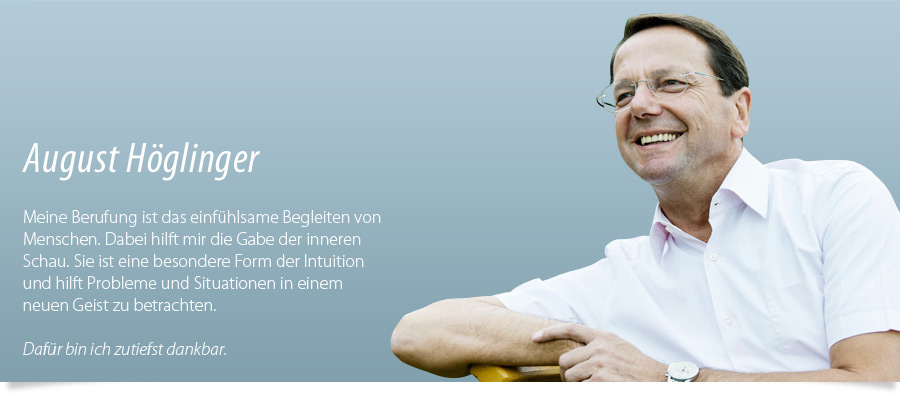 August Höglinger
Meine Berufung ist das einfühlsame Begleiten von
Menschen. Dabei hilft mir die Gabe der inneren
Schau. Sie ist eine besondere Form der Intuition
und hilft Probleme und Situationen in einem
neuen Geist zu betrachten.
Dafür bin ich zutiefst dankbar.